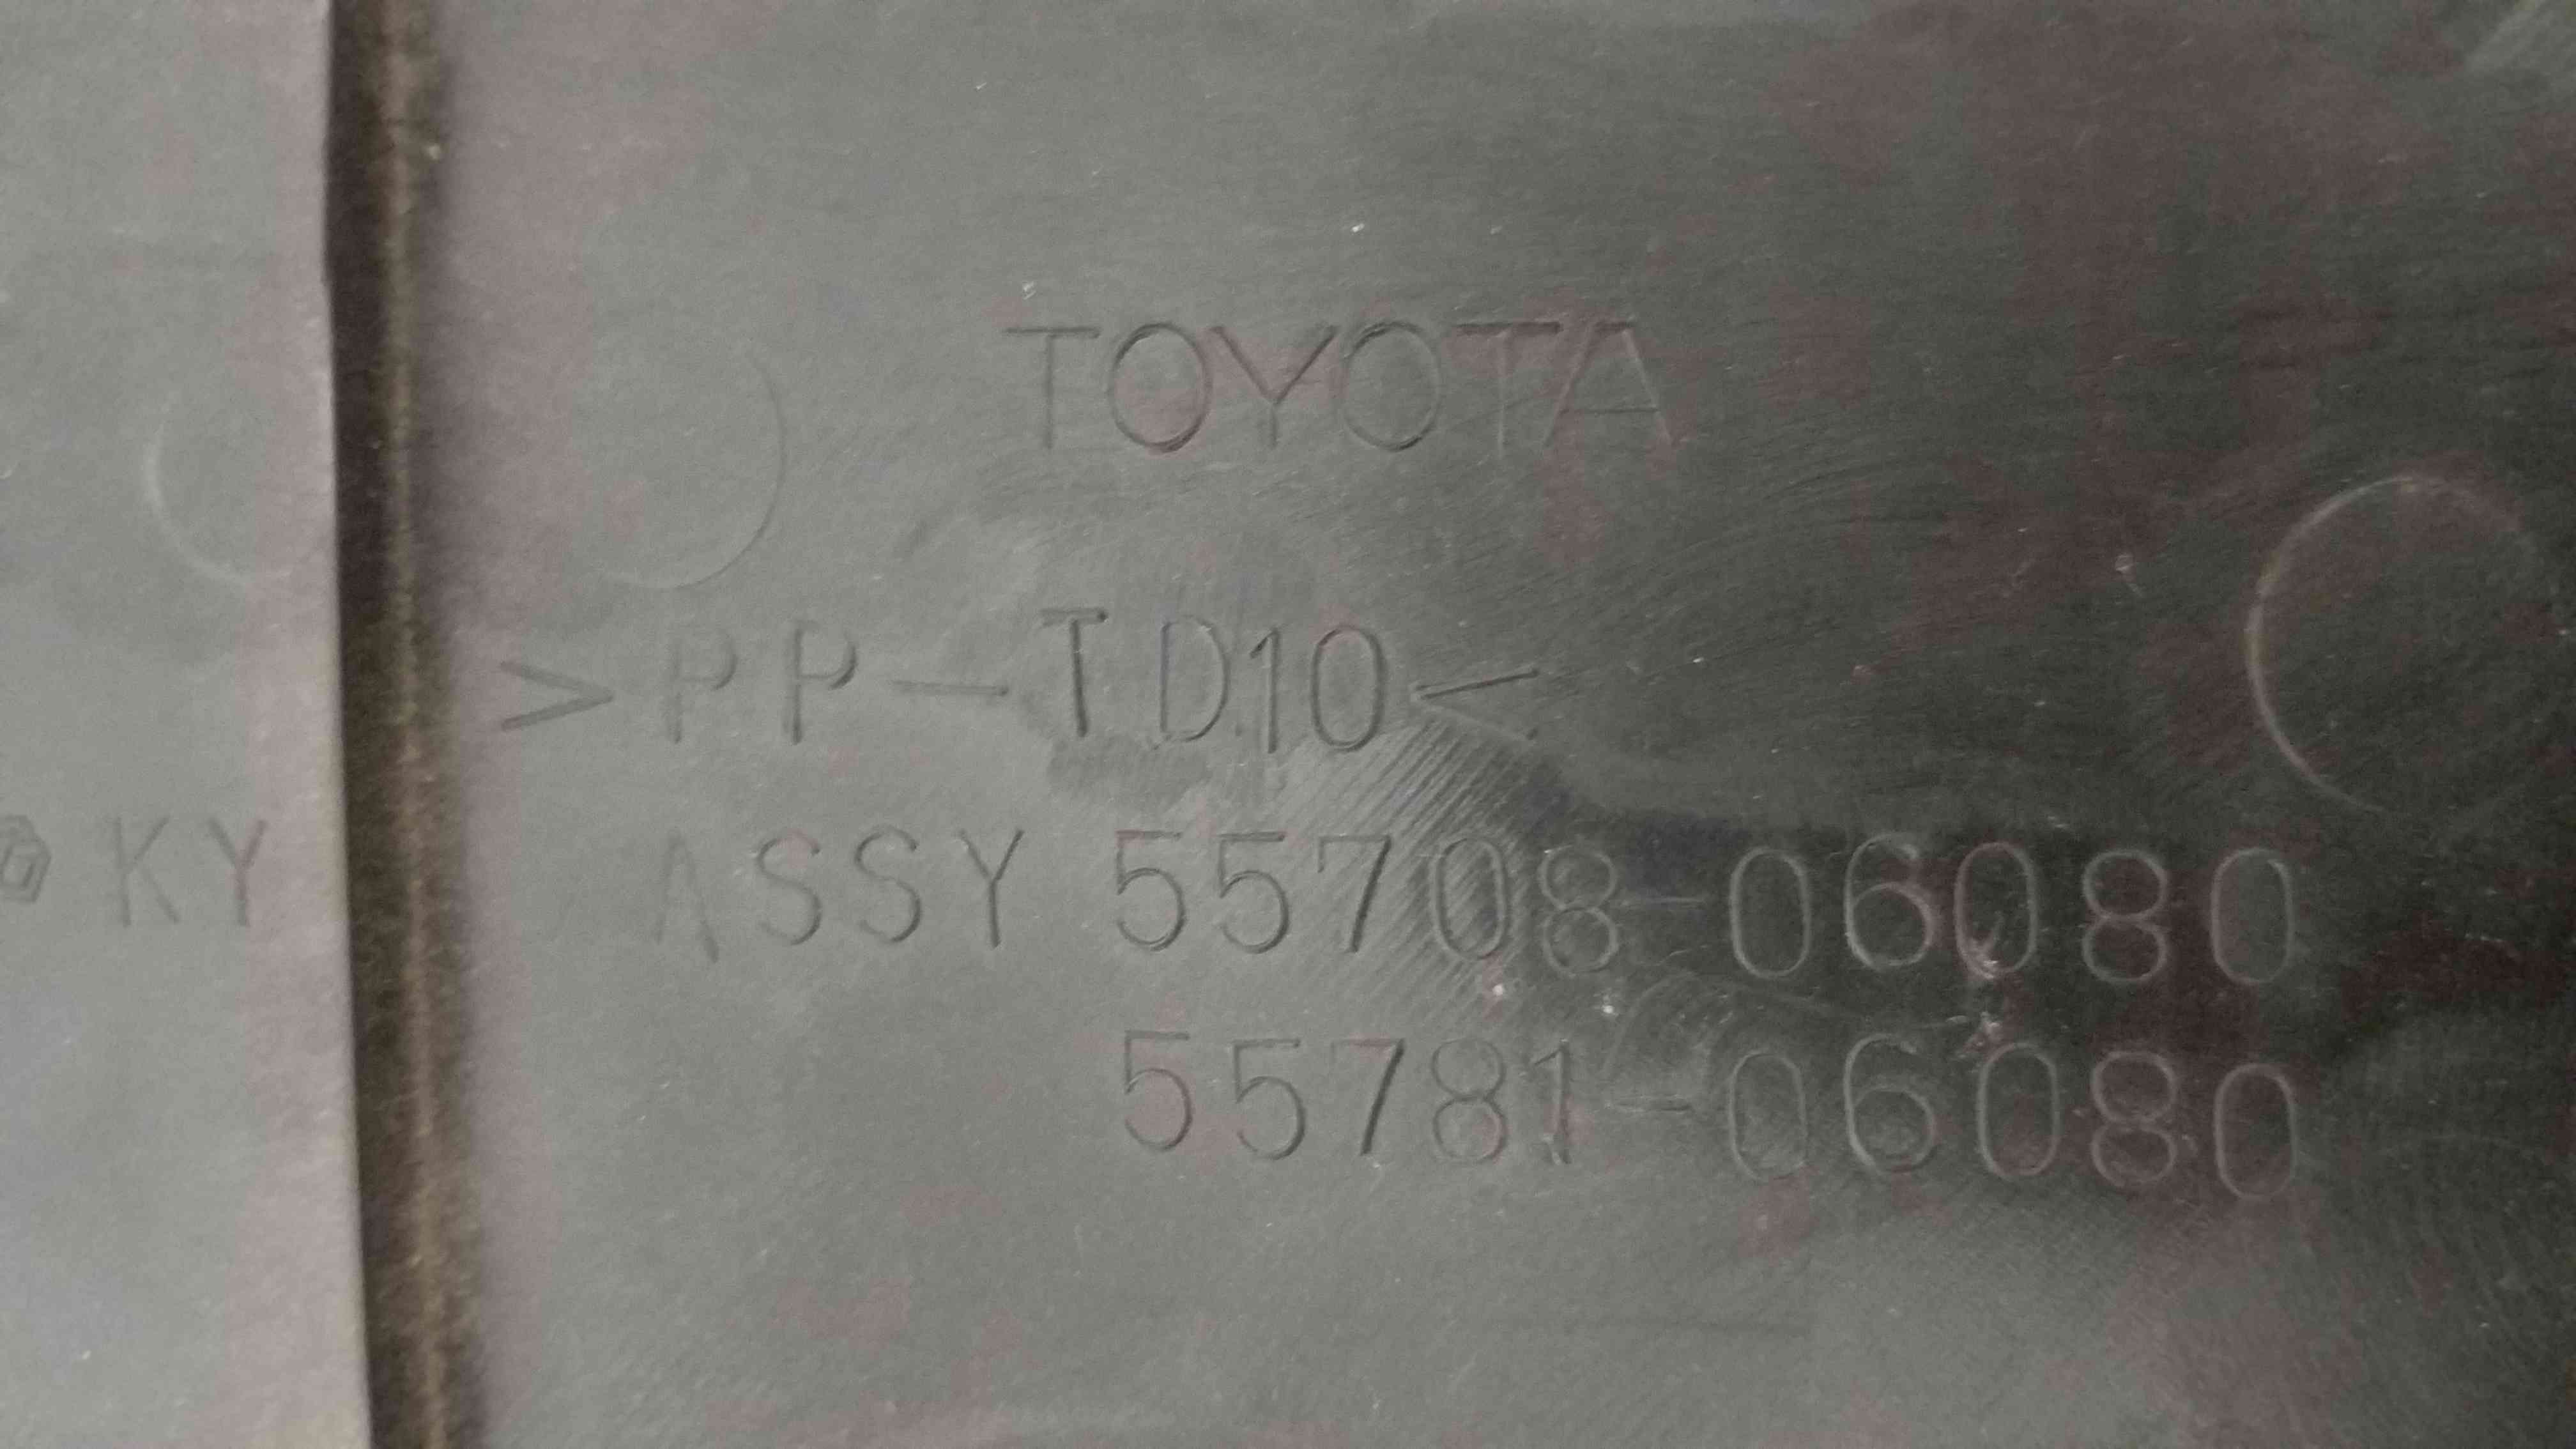 TOYOTA
>PP-TD10<
KY
ASSY 55708-06080
55781-06080